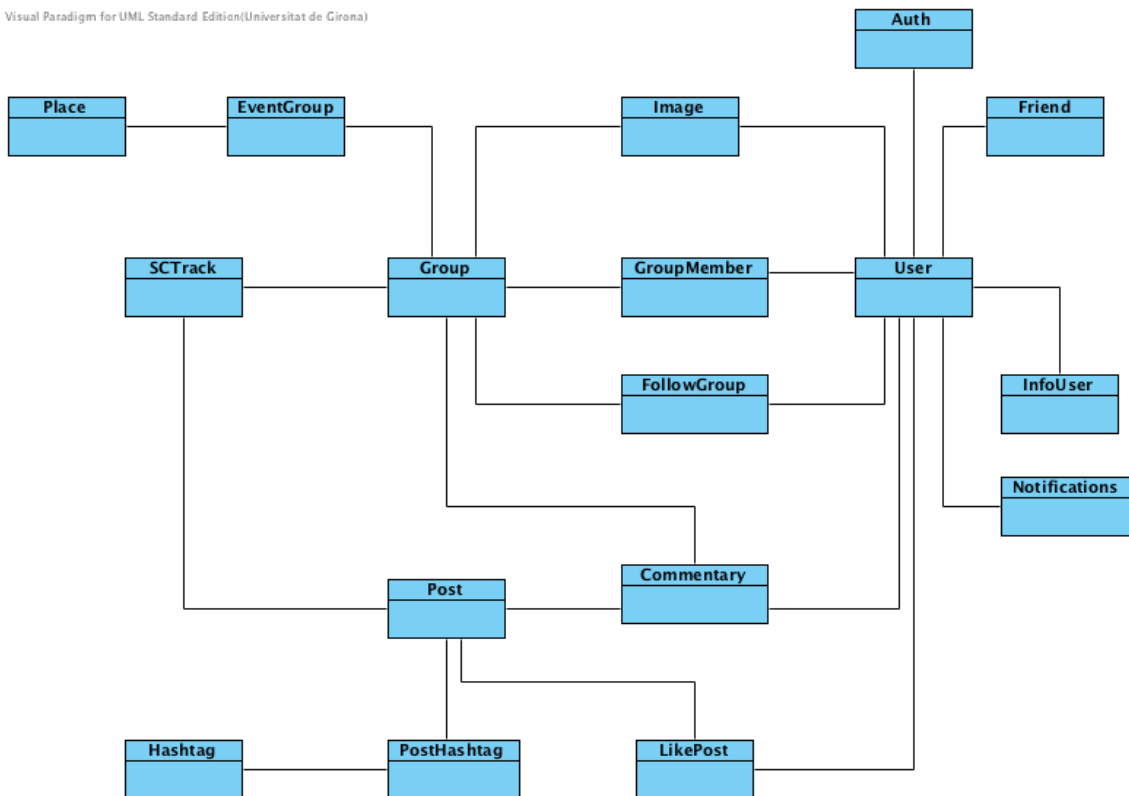 Visual Paradigm for UML Standard Edition(Universitat de Girona)
Auth
Place
EventGroup
Image
Friend
SCTrack
Group
GroupMember
User
FollowGroup
InfoUser
Notifications
Commentary
Post
Hashtag
PostHashtag
LikePost